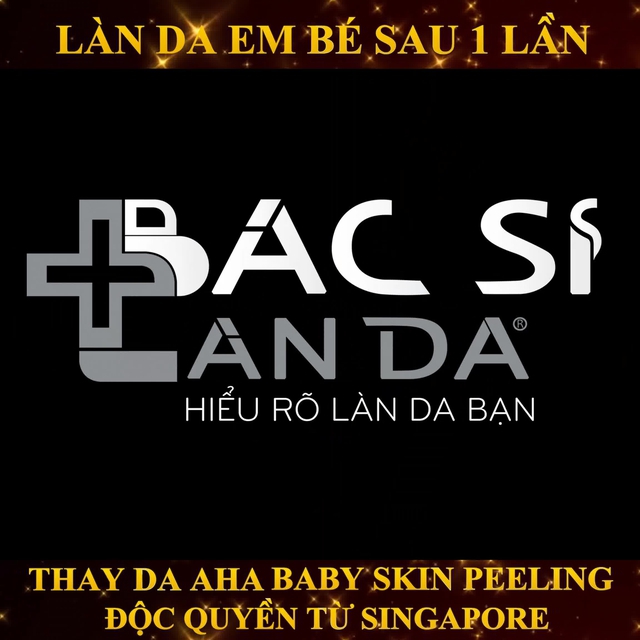 LÀN DA EM BÉ SAU 1 LẦN
BÁC SĨ
LÀN DA®
HIỂU RÕ LÀN DA BẠN
THAY DA AHA BABY SKIN PEELING
ĐỘC QUYỀN TỪ SINGAPORE